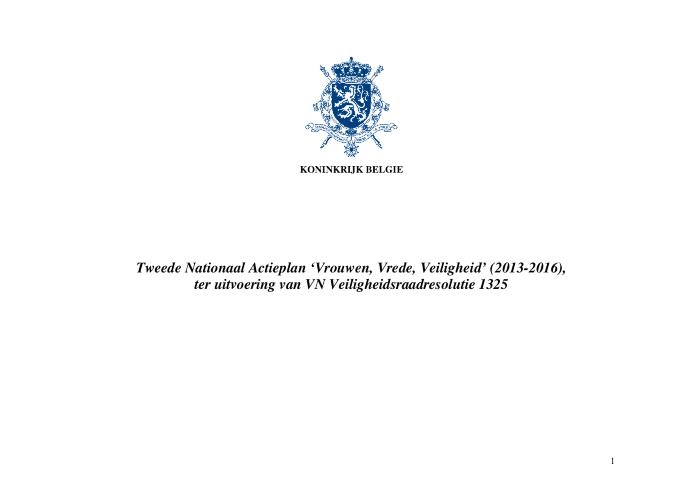 KONINKRIJK BELGIE
Tweede Nationaal Actieplan ‘Vrouwen, Vrede, Veiligheid’ (2013-2016),
ter uitvoering van VN Veiligheidsraadresolutie 1325
1